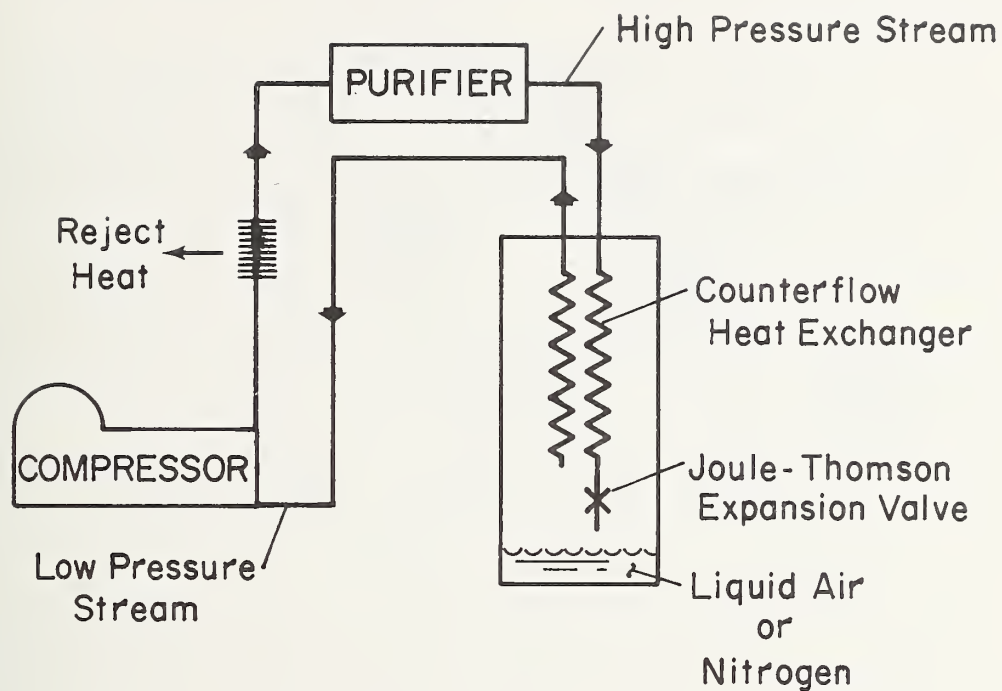 High Pressure Stream
PURIFIER
Reject
Heat
Counterflow
Heat Exchanger
COMPRESSOR
Joule-Thomson
Expansion Valve
Low Pressure
Stream
Liquid Air
or
Nitrogen